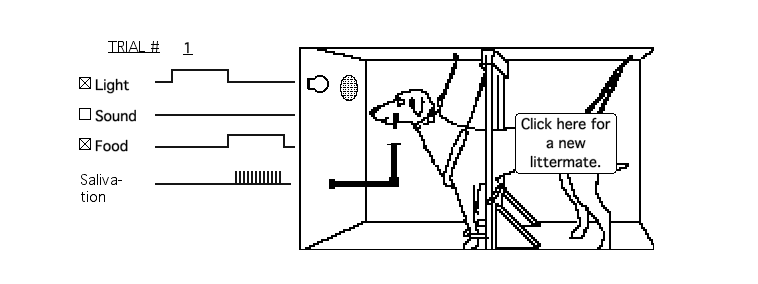 TRIAL # 1
Light
Sound
Food
Saliva-
tion
Click here for
a new
littermate.